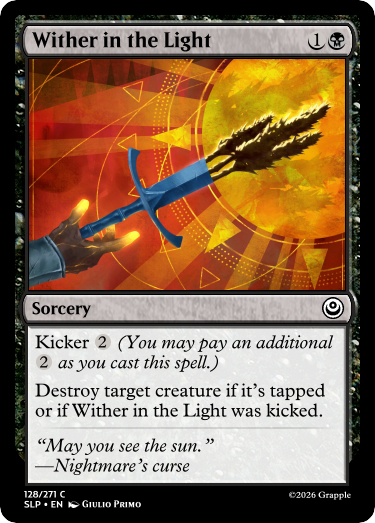 Wither in the Light 1
Sorcery
Kicker 2 (You may pay an additional
2 as you cast this spell.)
Destroy target creature if it's tapped
or if Wither in the Light was kicked.
“May you see the sun.”
—Nightmare's curse
128/271 C
SLP • EN Giulio Primo
©2026 Grapple